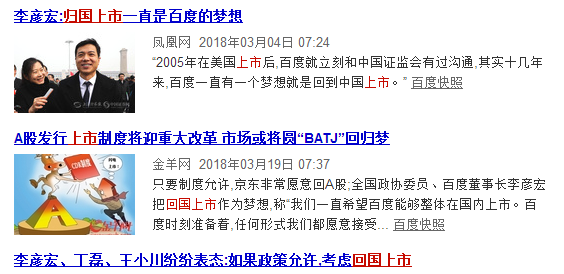 李彦宏:归国上市一直是百度的梦想
凤凰网 2018年03月04日 07:24
“2005年在美国上市后,百度就立刻和中国证监会有过沟通,其实十几年
来,百度一直有一个梦想就是回到中国上市。” 百度快照
A股发行上市制度将迎重大改革 市场或将圆“BATJ”回归梦
金羊网 2018年03月19日 07:37
只要制度允许,京东非常愿意回A股;全国政协委员、百度董事长李彦宏
把回国上市作为梦想,称“我们一直希望百度能够整体在国内上市。百
度时刻准备着,任何形式我们都愿意接受... 百度快照
李彦宏、丁磊、王小川纷纷表态:如果政策允许,考虑回国上市